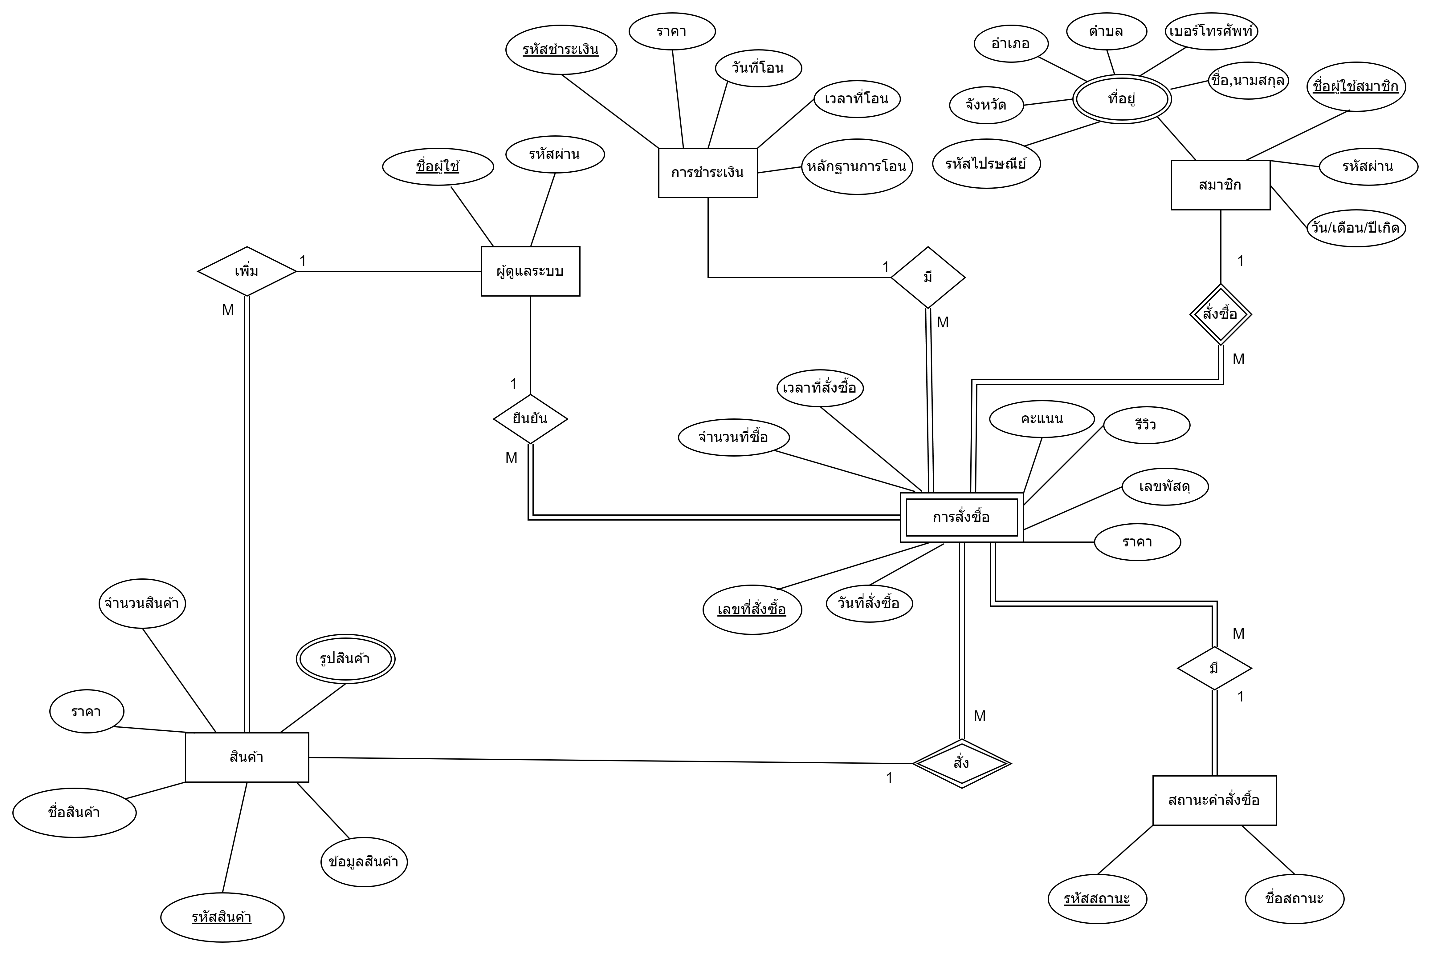 รหัสชำระเงิน
ราคา
วันที่โอน
เวลาที่โอน
หลักฐานการโอน
การชำระเงิน
อำเภอ
ตำบล
เบอร์โทรศัพท์
ชื่อ,นามสกุล
ที่อยู่
จังหวัด
รหัสไปรษณีย์
ชื่อผู้ใช้สมาชิก
รหัสผ่าน
วัน/เดือน/ปีเกิด
สมาชิก
ชื่อผู้ใช้
รหัสผ่าน
ผู้ดูแลระบบ
เพิ่ม
1
M
1
มี
M
1
สั่งซื้อ
M
1
ยืนยัน
M
เวลาที่สั่งซื้อ
จำนวนที่ซื้อ
คะแนน
รีวิว
เลขพัสดุ
ราคา
การสั่งซื้อ
เลขที่สั่งซื้อ
วันที่สั่งซื้อ
M
มี
1
จำนวนสินค้า
รูปสินค้า
ราคา
สินค้า
ชื่อสินค้า
ข้อมูลสินค้า
รหัสสินค้า
M
สั่ง
1
สถานะคำสั่งซื้อ
รหัสสถานะ
ชื่อสถานะ